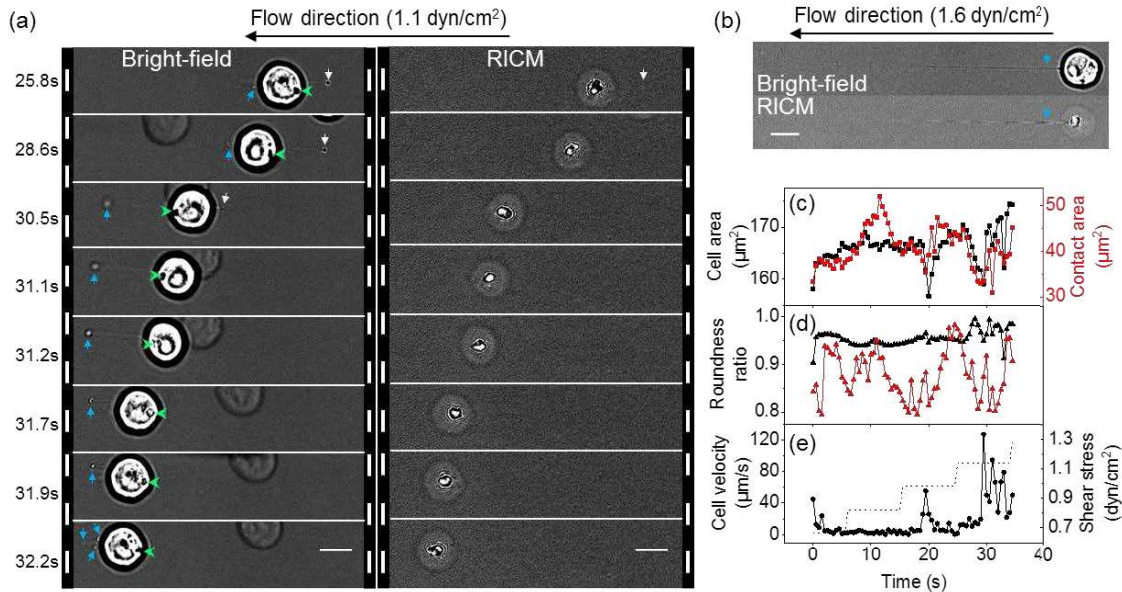 (a)
Flow direction (1.1 dyn/cm²)
Bright-field
RICM
25.8s
28.6s
30.5s
31.1s
31.2s
31.7s
31.9s
32.2s
(b)
Flow direction (1.6 dyn/cm²)
Bright-field
RICM
(c)
Cell area
(μm²)
170
160
Contact area
(μm²)
50
40
30
(d)
Roundness
ratio
1.0
0.9
0.8
(e)
Cell velocity
(μm/s)
120
80
40
0
Shear stress
(dyn/cm²)
1.3
1.1
0.9
0.7
0 10 20 30 40
Time (s)